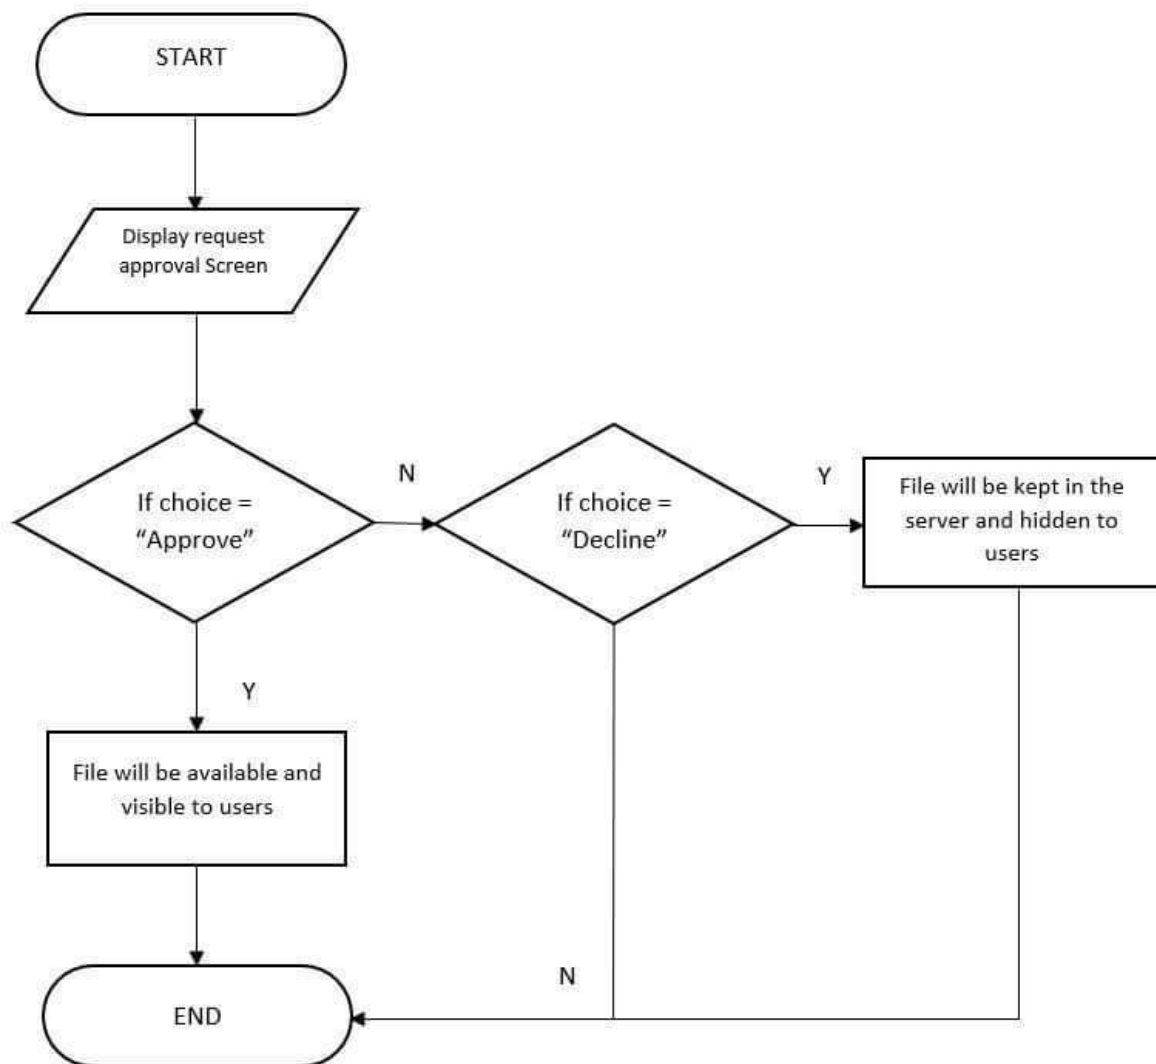 START
Display request
approval Screen
If choice =
“Approve”
N
If choice =
“Decline”
Y
File will be kept in the
server and hidden to
users
Y
File will be available and
visible to users
N
END